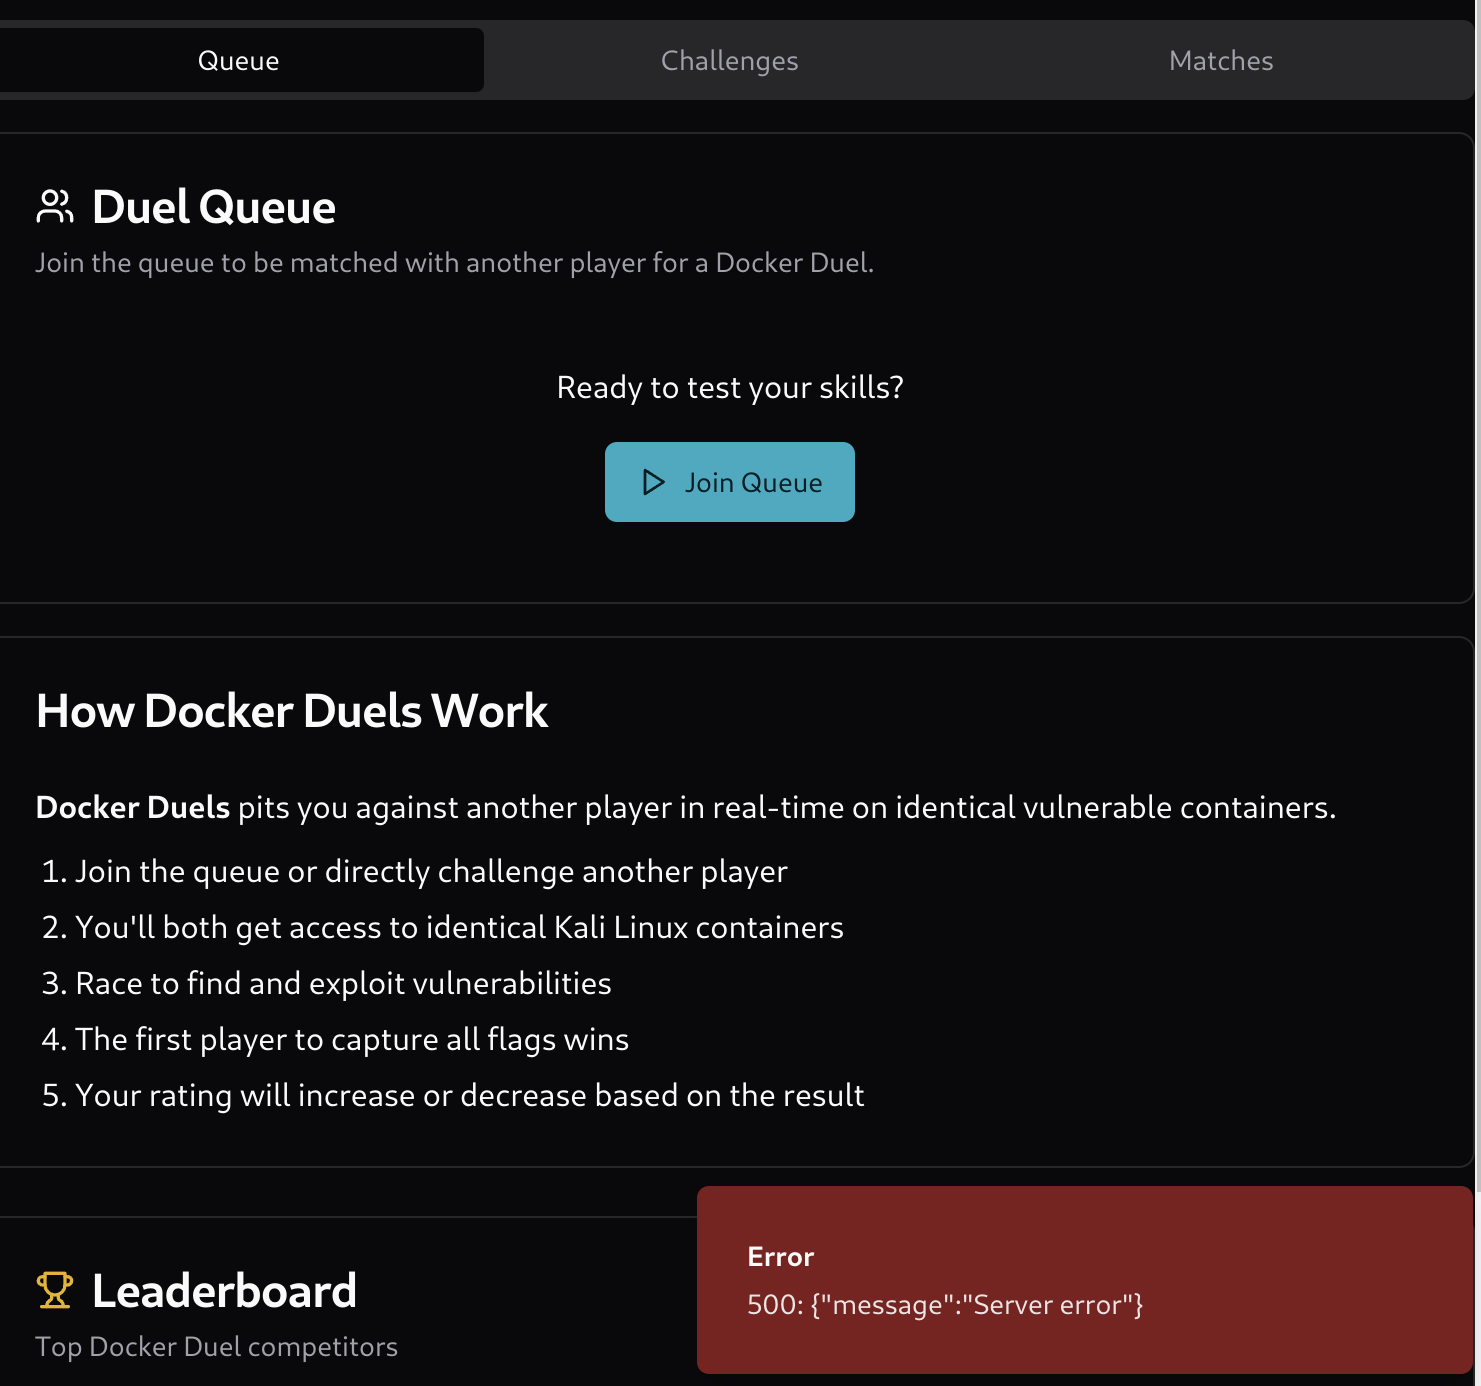 Queue
Challenges
Matches
Duel Queue
Join the queue to be matched with another player for a Docker Duel.
Ready to test your skills?
Join Queue
How Docker Duels Work
Docker Duels pits you against another player in real-time on identical vulnerable containers.
1. Join the queue or directly challenge another player
2. You'll both get access to identical Kali Linux containers
3. Race to find and exploit vulnerabilities
4. The first player to capture all flags wins
5. Your rating will increase or decrease based on the result
Leaderboard
Top Docker Duel competitors
Error
500: {"message":"Server error"}